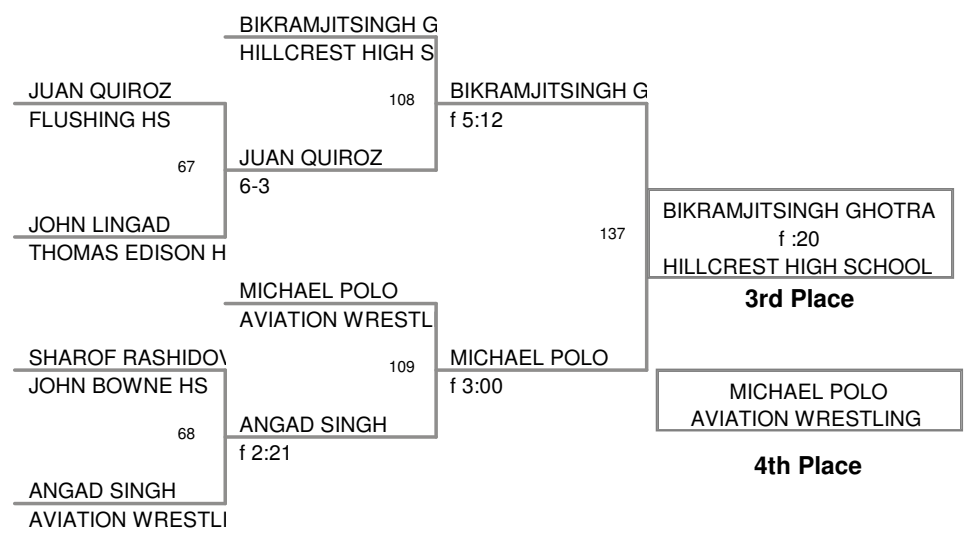 BIKRAMJITSINGH G
HILLCREST HIGH S
JUAN QUIROZ
FLUSHING HS
108
BIKRAMJITSINGH G
f 5:12
67
JUAN QUIROZ
6-3
JOHN LINGAD
THOMAS EDISON H
137
BIKRAMJITSINGH GHOTRA
f :20
HILLCREST HIGH SCHOOL
3rd Place
MICHAEL POLO
AVIATION WRESTLI
SHAROF RASHIDOV
JOHN BOWNE HS
109
MICHAEL POLO
f 3:00
68
ANGAD SINGH
f 2:21
ANGAD SINGH
AVIATION WRESTLI
MICHAEL POLO
AVIATION WRESTLING
4th Place